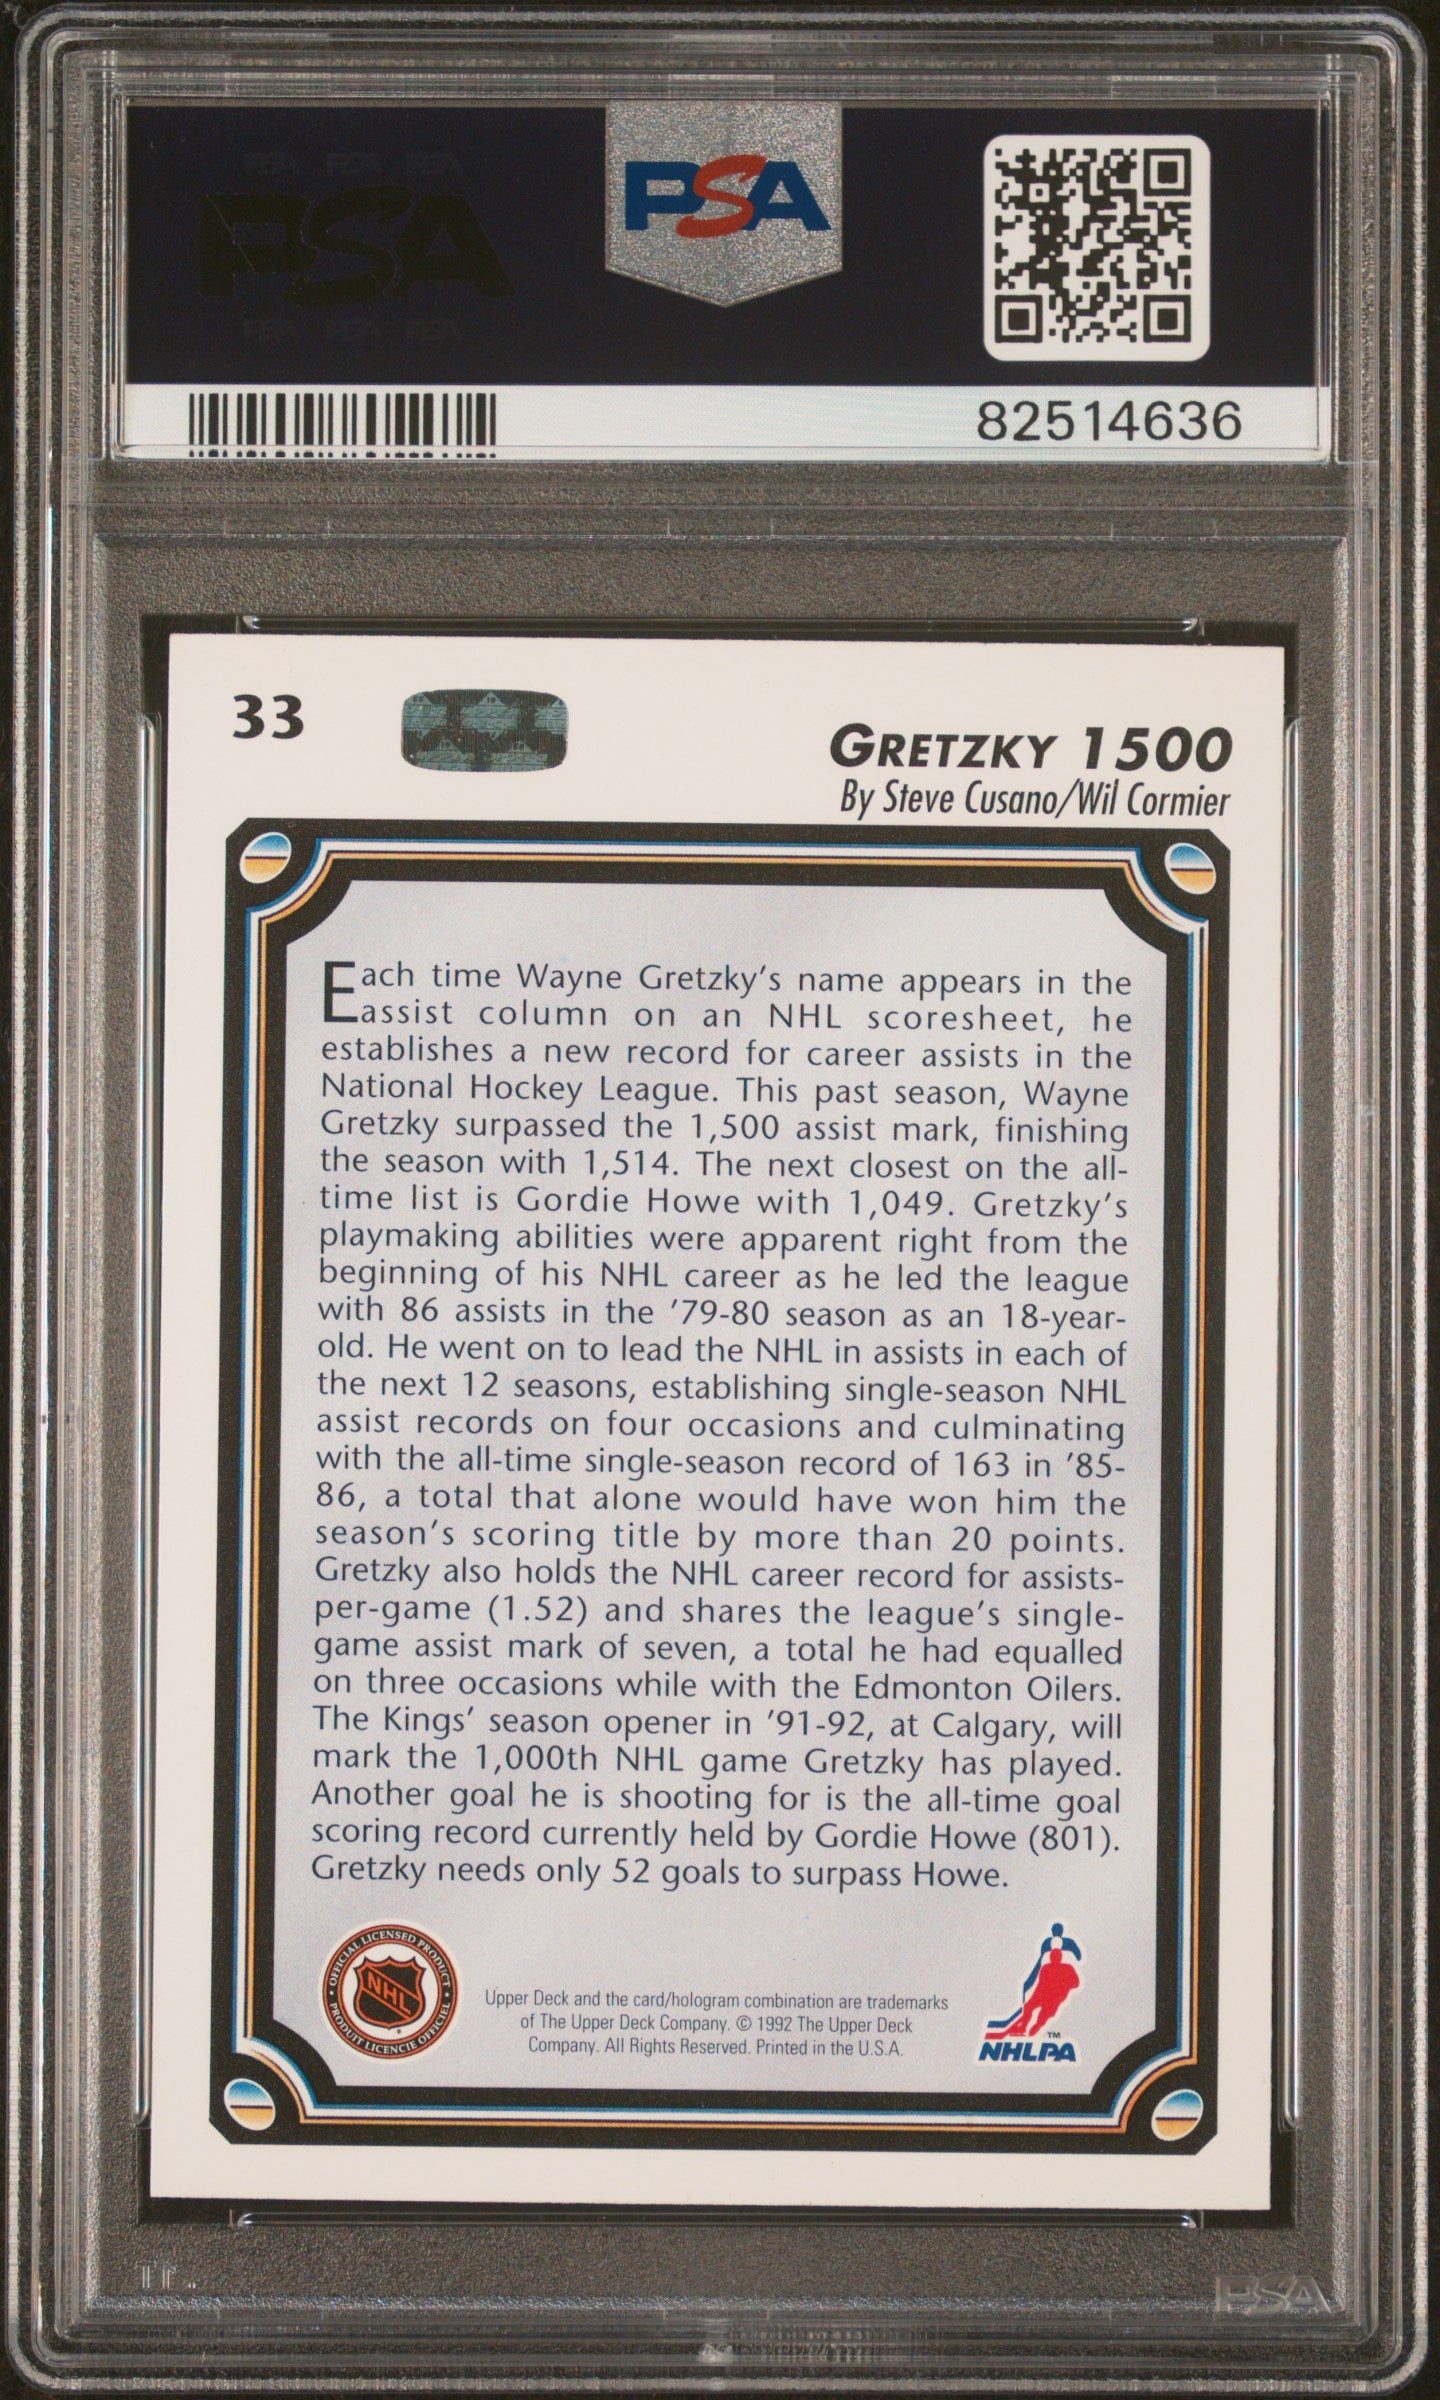 PSA
PSA
82514636
33
GRETZKY 1500
By Steve Cusano/Wil Cormier
Each time Wayne Gretzky's name appears in the
assist column on an NHL scoresheet, he
establishes a new record for career assists in the
National Hockey League. This past season, Wayne
Gretzky surpassed the 1,500 assist mark, finishing
the season with 1,514. The next closest on the all-
time list is Gordie Howe with 1,049. Gretzky's
playmaking abilities were apparent right from the
beginning of his NHL career as he led the league
with 86 assists in the '79-80 season as an 18-year-
old. He went on to lead the NHL in assists in each of
the next 12 seasons, establishing single-season NHL
assist records on four occasions and culminating
with the all-time single-season record of 163 in '85-
86, a total that alone would have won him the
season's scoring title by more than 20 points.
Gretzky also holds the NHL career record for assists-
per-game (1.52) and shares the league's single-
game assist mark of seven, a total he had equalled
on three occasions while with the Edmonton Oilers.
The Kings' season opener in '91-92, at Calgary, will
mark the 1,000th NHL game Gretzky has played.
Another goal he is shooting for is the all-time goal
scoring record currently held by Gordie Howe (801).
Gretzky needs only 52 goals to surpass Howe.
OFFICIAL LICENSED PRODUCT
NHL
PRODUIT LICENCIE OFFICIEL
Upper Deck and the card/hologram combination are trademarks
of The Upper Deck Company. © 1992 The Upper Deck
Company. All Rights Reserved. Printed in the U.S.A.
TM
NHLPA
PSA